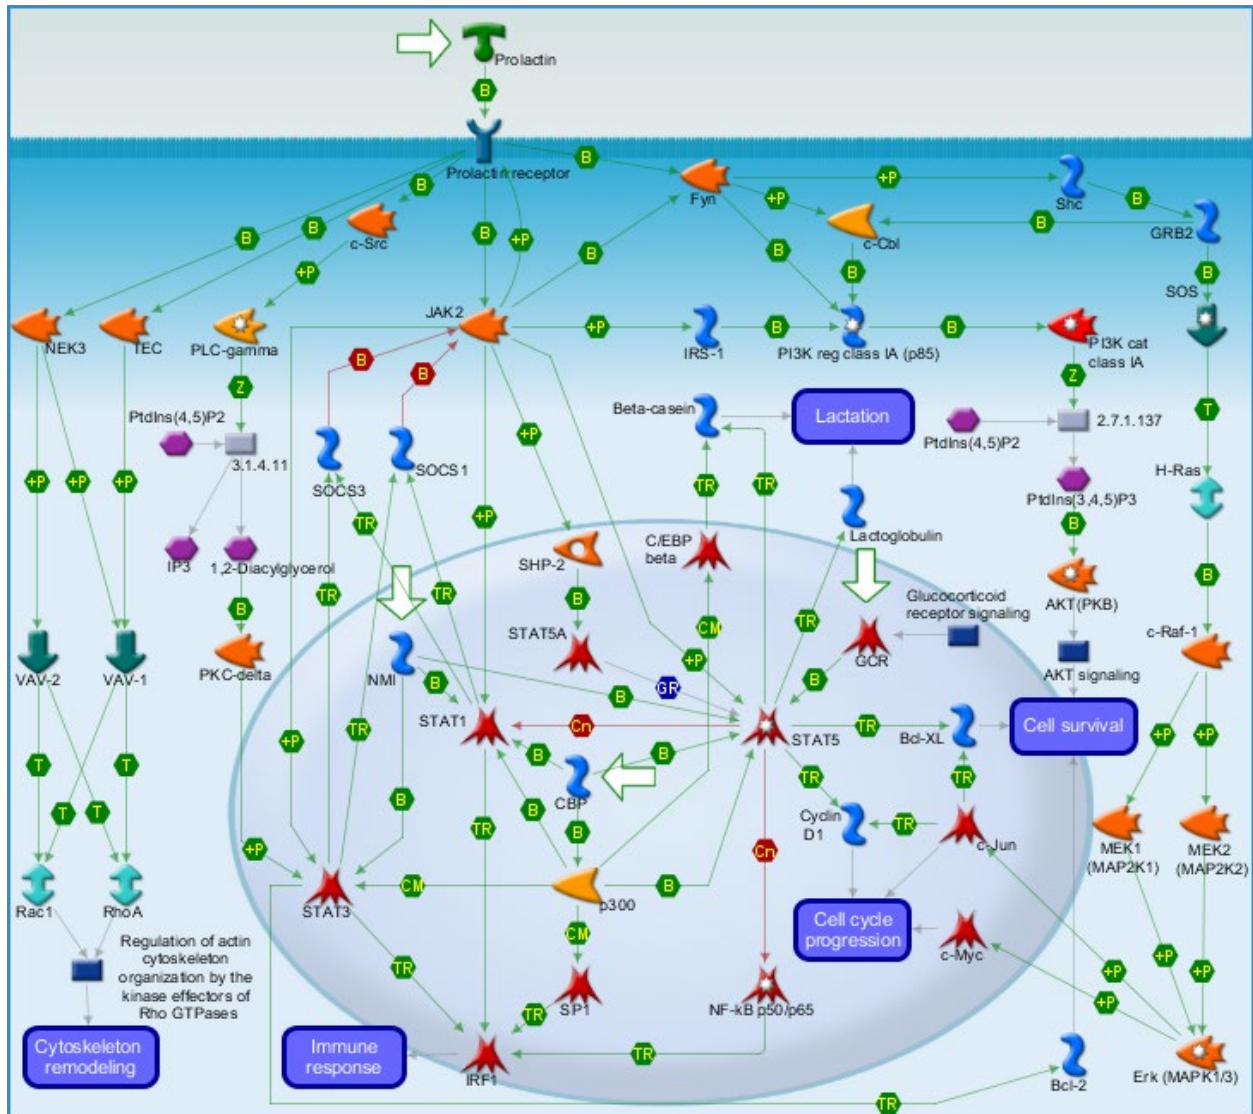 Prolactin
B
Prolactin receptor
B
+P
B
Fyn
+P
Shc
B
c-Src
B
B
B
+P
+P
c-Cbl
B
GRB2
B
B
B
B
SOS
+P
JAK2
NEK3
TEC
PLC-gamma
+P
IRS-1
B
PI3K reg class IA (p85)
B
PI3K cat
class IA
B
B
Z
Z
T
PtdIns(4,5)P2
3.1.4.11
Beta-casein
Lactation
PtdIns(4,5)P2
2.7.1.137
SOCS3
SOCS1
+P
+P
+P
+P
H-Ras
PtdIns(3,4,5)P3
TR
TR
TR
+P
TR
B
IP3
1,2-Diacylglycerol
SHP-2
C/EBP
beta
Lactoglobulin
B
TR
TR
TR
B
AKT(PKB)
Glucocorticoid
receptor signaling
B
CM
STAT5A
c-Raf-1
VAV-2
VAV-1
PKC-delta
NMI
GCR
AKT signaling
TR
B
B
GR
+P
B
STAT1
Cn
STAT5
TR
Bcl-XL
Cell survival
+P
+P
+P
T
T
B
B
TR
TR
T
T
B
CBP
B
B
TR
Cyclin
D1
TR
c-Jun
MEK1
(MAP2K1)
MEK2
(MAP2K2)
Cn
+P
STAT3
CM
p300
B
Rac1
RhoA
Cell cycle
progression
c-Myc
CM
Regulation of actin
cytoskeleton
organization by the
kinase effectors of
Rho GTPases
TR
+P
+P
+P
+P
SP1
NF-kB p50/p65
TR
Cytoskeleton
remodeling
Immune
response
IRF1
TR
Bcl-2
Erk (MAPK1/3)
TR